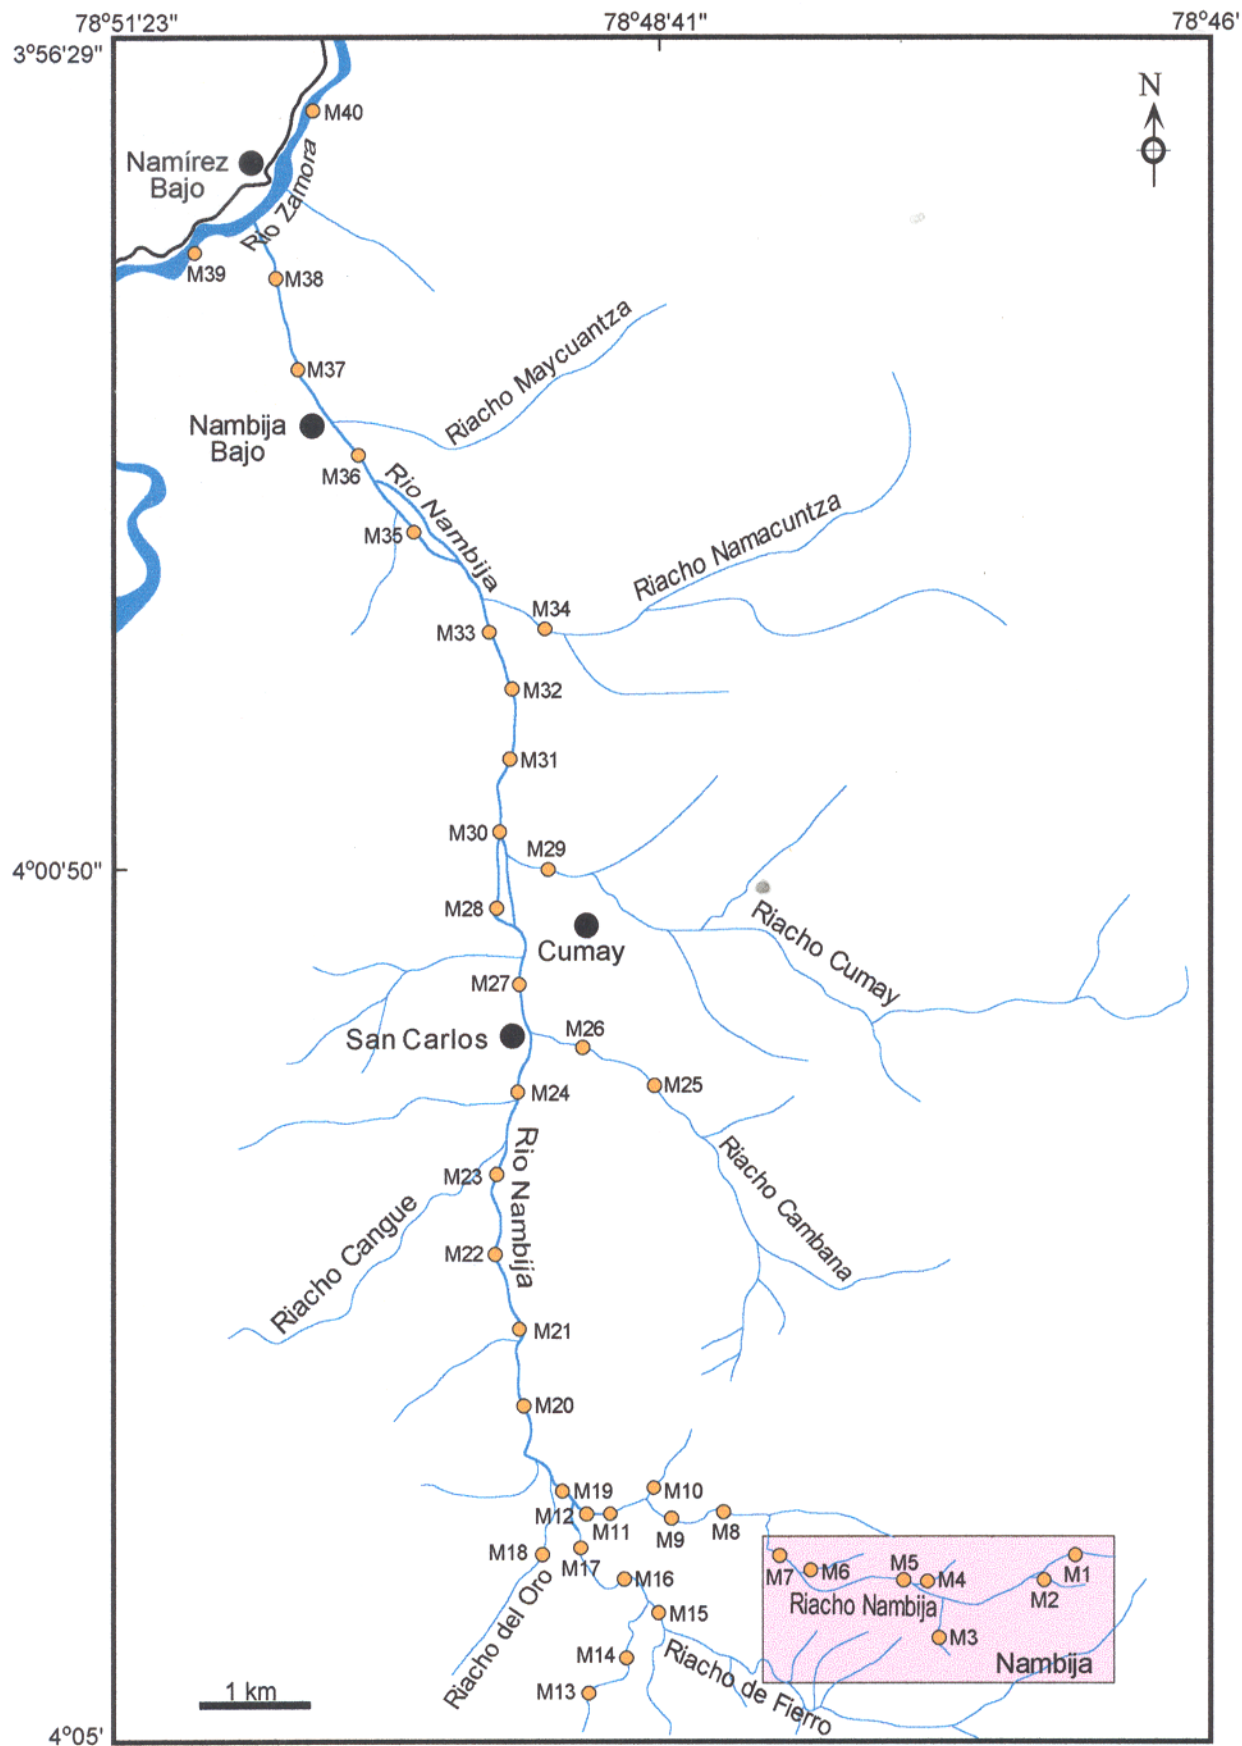 78°51'23"
78°48'41"
78°46'
3°56'29"
N
M40
Namírez
Bajo
Rio Zamora
M39
M38
Riacho Maycuantza
M37
Nambija
Bajo
M36
Rio Nambija
M35
Riacho Namacuntza
M34
M33
M32
M31
M30
M29
4°00'50"
M28
Cumay
Riacho Cumay
M27
San Carlos
M26
M25
M24
Rio Nambija
Riacho Cambana
M23
Riacho Cangue
M22
M21
M20
M19
M10
M12
M11
M9
M8
M18
M17
M7
M6
M5
M4
M1
M2
M16
Riacho Nambija
M15
M3
Riacho del Oro
M14
Riacho de Fierro
Nambija
M13
1 km
4°05'